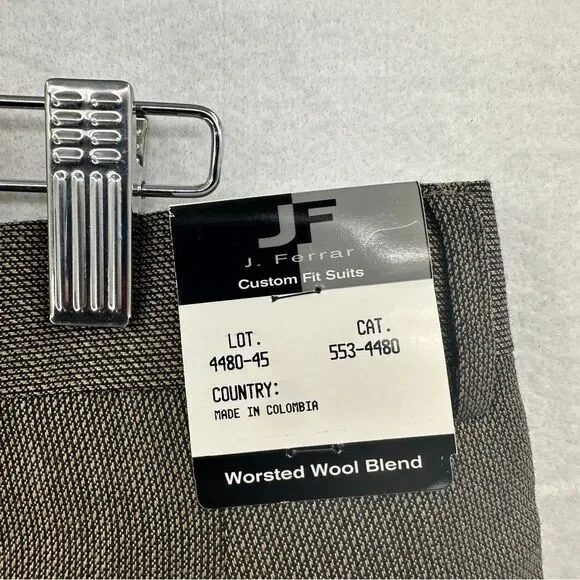 JF
J. Ferrar
Custom Fit Suits
LOT. CAT.
4480-45 553-4480
COUNTRY:
MADE IN COLOMBIA
Worsted Wool Blend